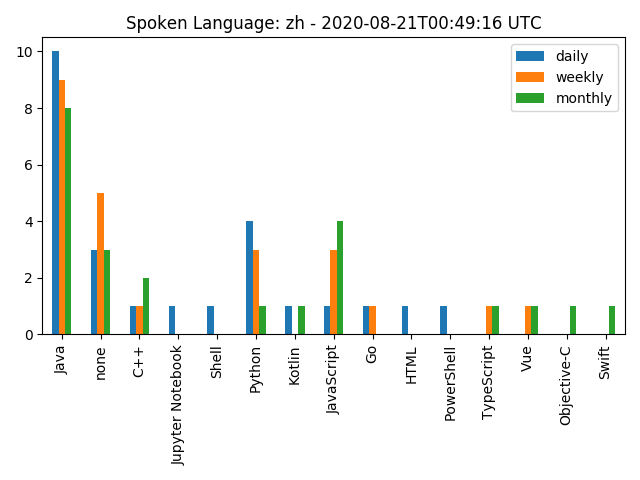 Spoken Language: zh - 2020-08-21T00:49:16 UTC
daily
weekly
monthly
10
8
6
4
2
0
Java
none
C++
Jupyter Notebook
Shell
Python
Kotlin
JavaScript
Go
HTML
PowerShell
TypeScript
Vue
Objective-C
Swift